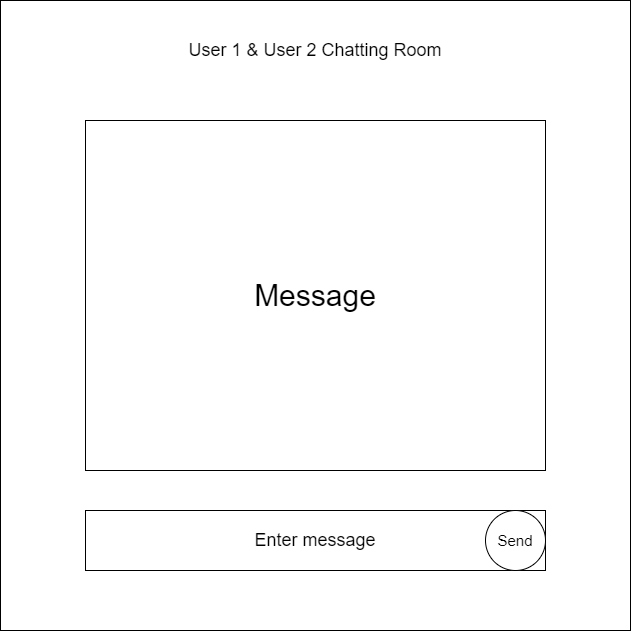 User 1 & User 2 Chatting Room
Message
Enter message
Send